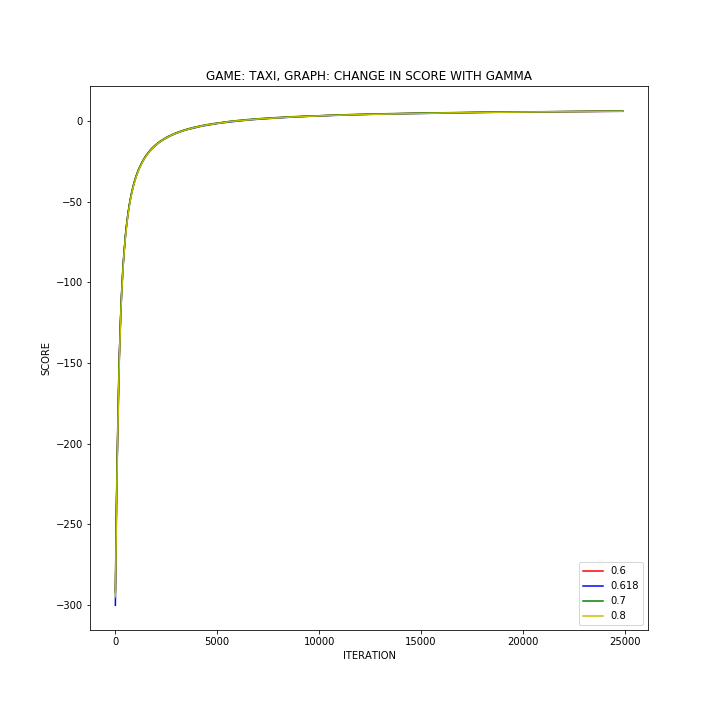 GAME: TAXI, GRAPH: CHANGE IN SCORE WITH GAMMA
0
−50
−100
−150
−200
−250
−300
SCORE
0.6
0.618
0.7
0.8
0 5000 10000 15000 20000 25000
ITERATION